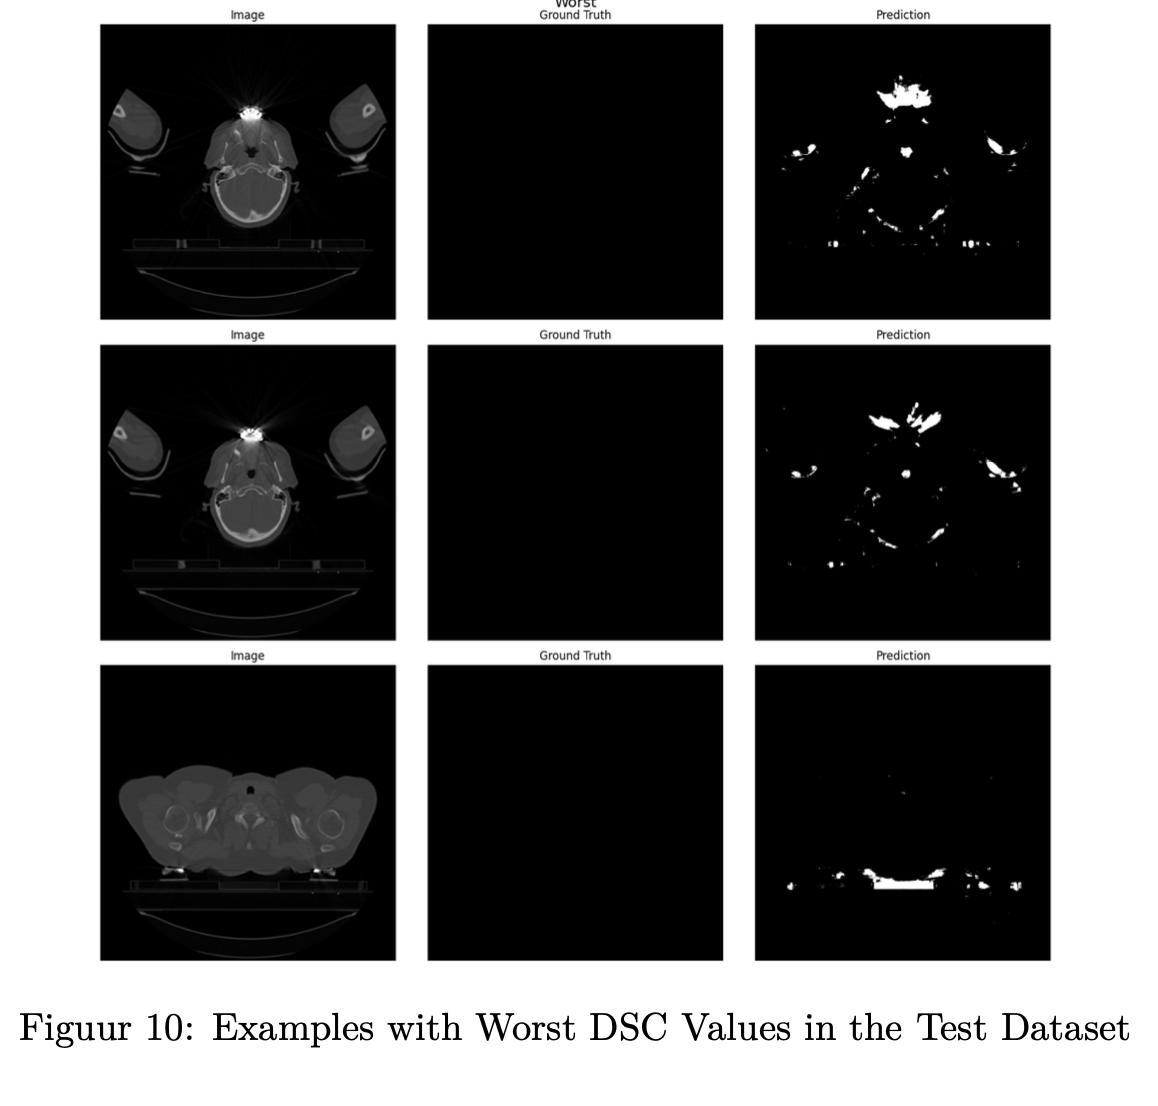 Worst
Image Ground Truth Prediction
Image Ground Truth Prediction
Image Ground Truth Prediction
Figuur 10: Examples with Worst DSC Values in the Test Dataset